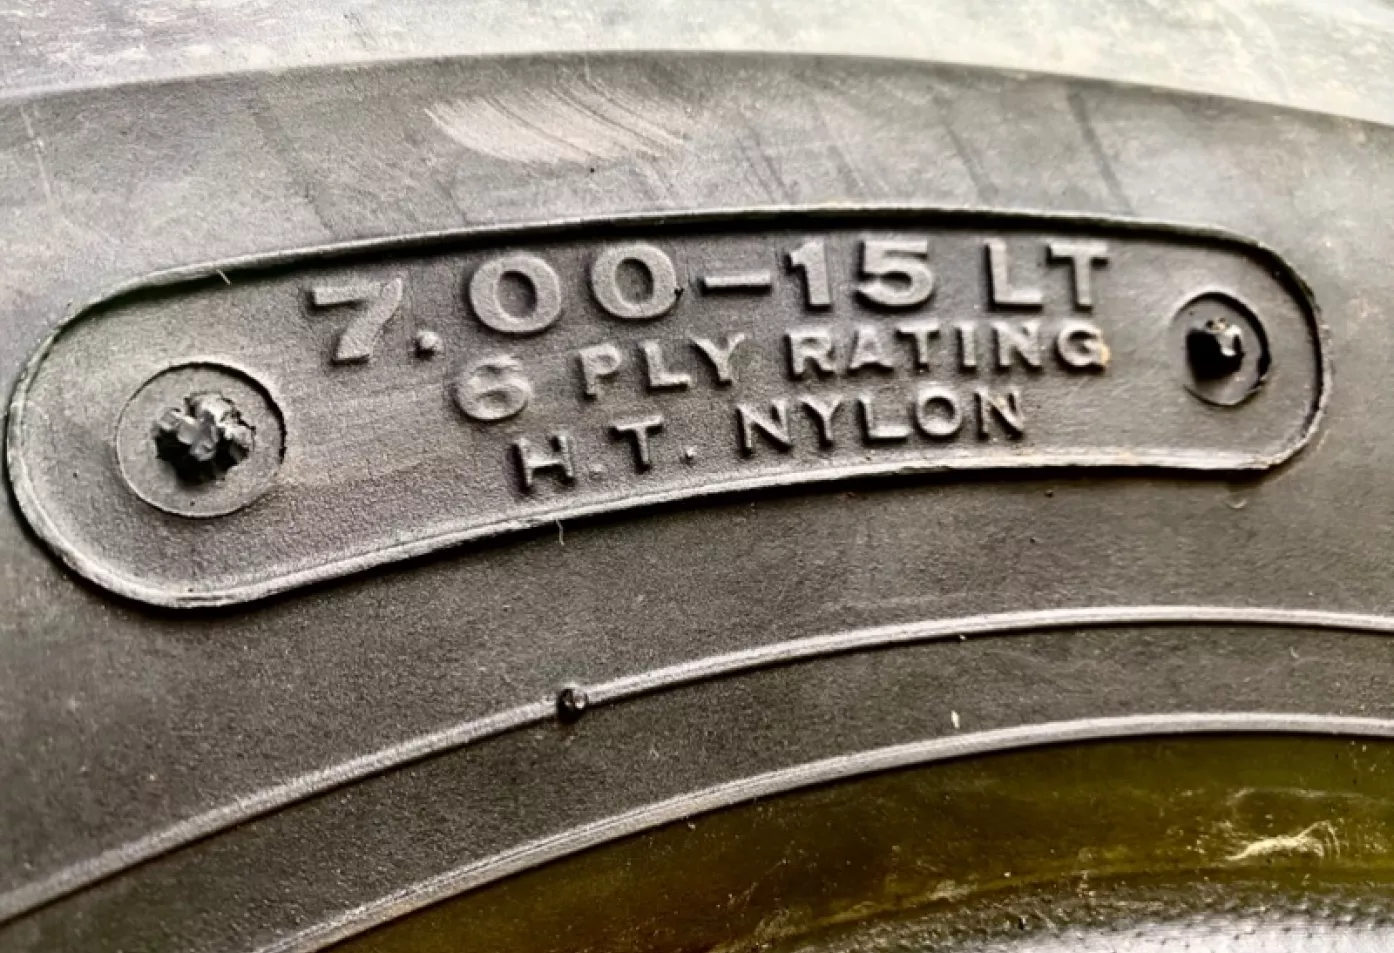 7.00-15 LT
6 PLY RATING
H.T. NYLON